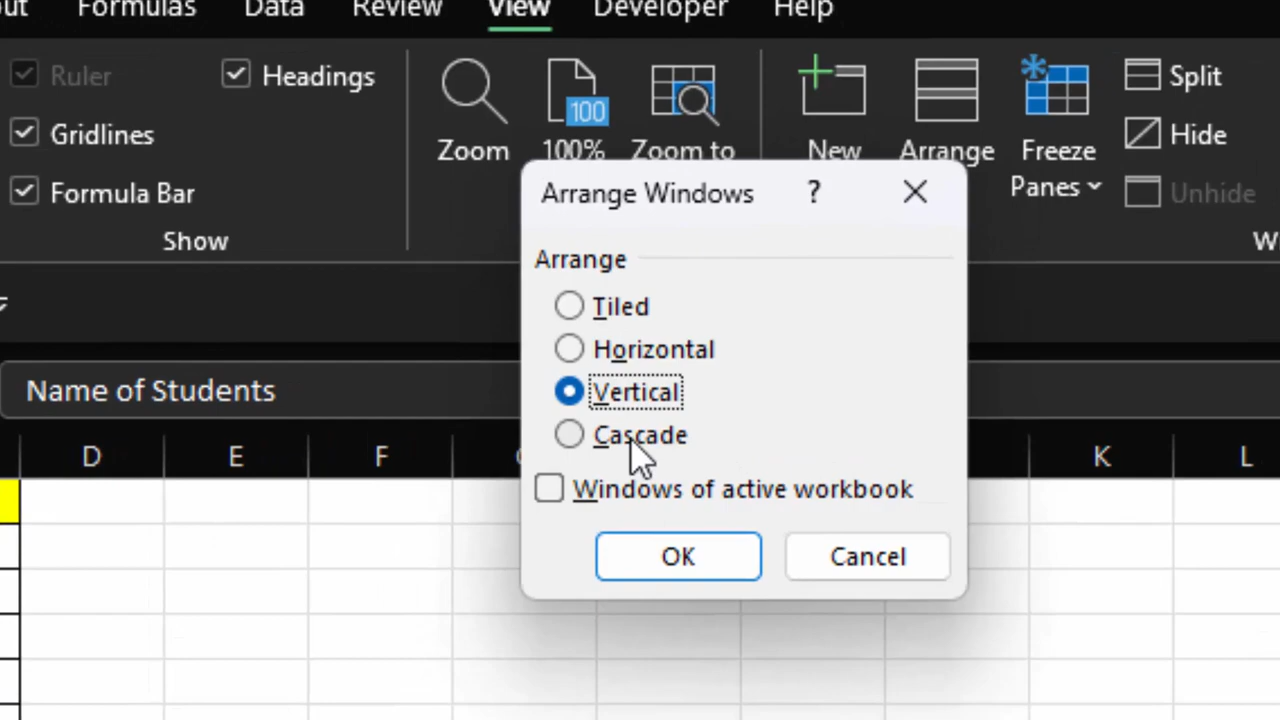 Formulas Data Review View Developer Help
Ruler Headings
Gridlines
Formula Bar
Show
Zoom 100% Zoom to
100
New Arrange Freeze Panes
Split
Hide
Unhide
Arrange Windows ?
Arrange
Tiled
Horizontal
Vertical
Cascade
Windows of active workbook
OK Cancel
Name of Students
D E F K L